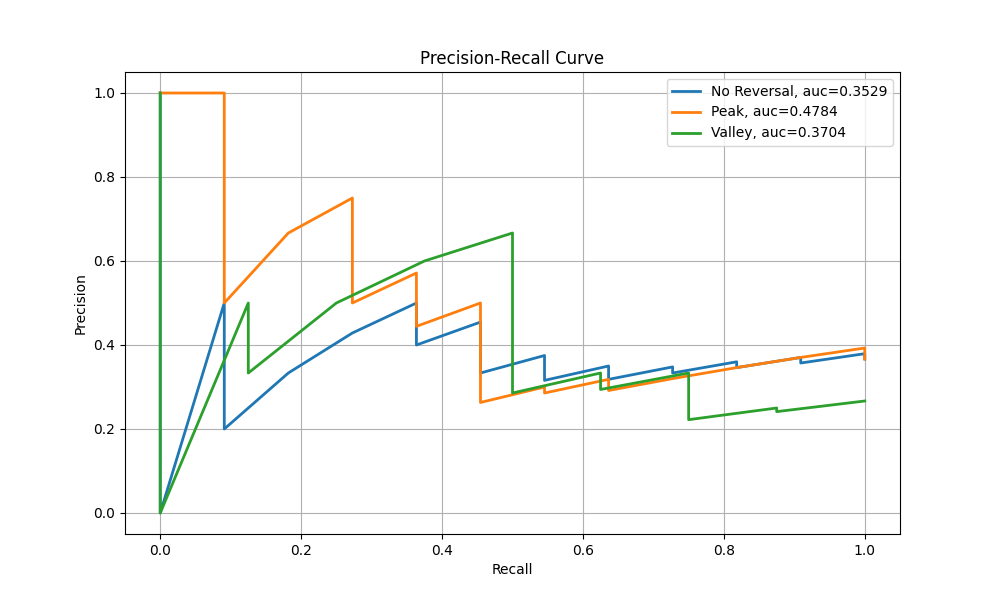 Precision-Recall Curve
No Reversal, auc=0.3529
Peak, auc=0.4784
Valley, auc=0.3704
Precision
1.0
0.8
0.6
0.4
0.2
0.0
0.0 0.2 0.4 0.6 0.8 1.0
Recall